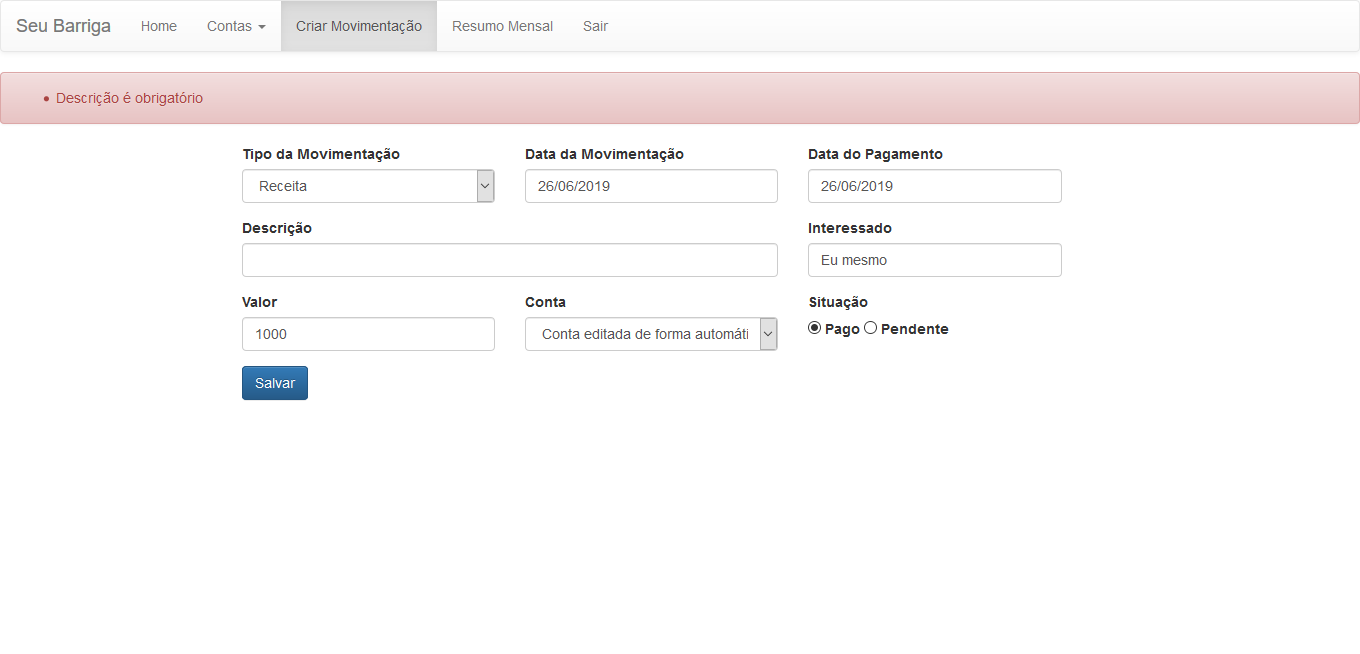 Seu Barriga Home Contas Criar Movimentação Resumo Mensal Sair
Descrição é obrigatório
Tipo da Movimentação Data da Movimentação Data do Pagamento
Receita 26/06/2019 26/06/2019
Descrição Interessado
Eu mesmo
Valor Conta Situação
1000 Conta editada de forma automáti Pago Pendente
Salvar